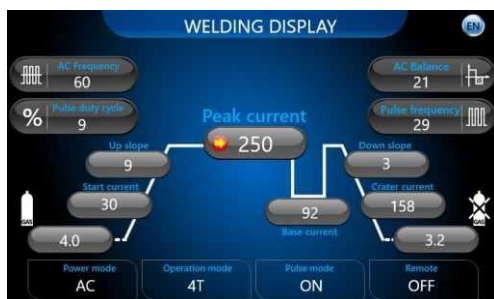 WELDING DISPLAY
EN
AC Frequency
60
AC Balance
21
%
Pulse duty cycle
9
Pulse frequency
29
Peak current
250
Up slope
9
Down slope
3
Start current
30
Crater current
158
92
Base current
GAS
4.0
3.2
GAS
Power mode
AC
Operation mode
4T
Pulse mode
ON
Remote
OFF